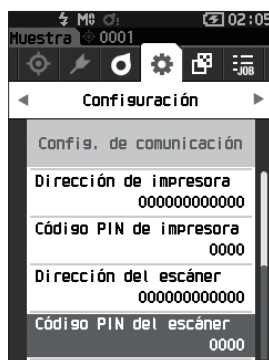 M 02:05
Muestra 0001
JOB
Configuración
Config. de comunicación
Dirección de impresora
000000000000
Código PIN de impresora
0000
Dirección del escáner
000000000000
Código PIN del escáner
0000